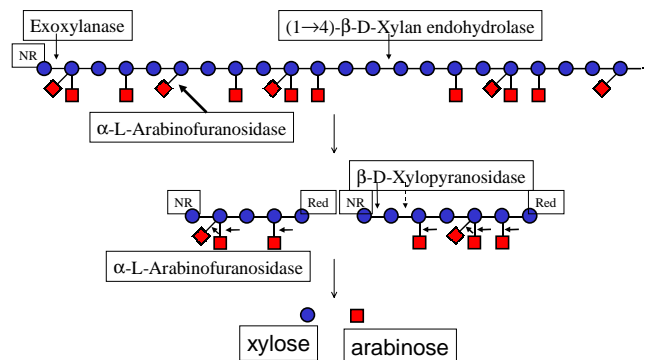 Exoxylanase
(1→4)-β-D-Xylan endohydrolase
NR
α-L-Arabinofuranosidase
β-D-Xylopyranosidase
NR
Red
NR
Red
α-L-Arabinofuranosidase
xylose
arabinose